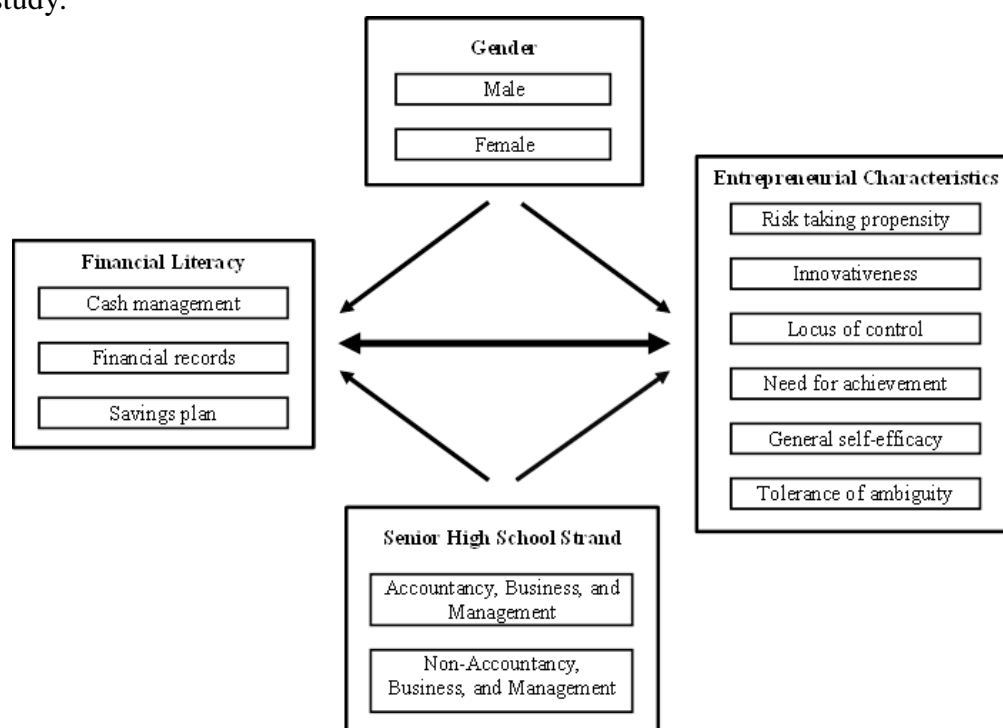 study.
Gender
Male
Female
Entrepreneurial Characteristics
Risk taking propensity
Innovativeness
Locus of control
Need for achievement
General self-efficacy
Tolerance of ambiguity
Financial Literacy
Cash management
Financial records
Savings plan
Senior High School Strand
Accountancy, Business, and
Management
Non-Accountancy,
Business, and Management